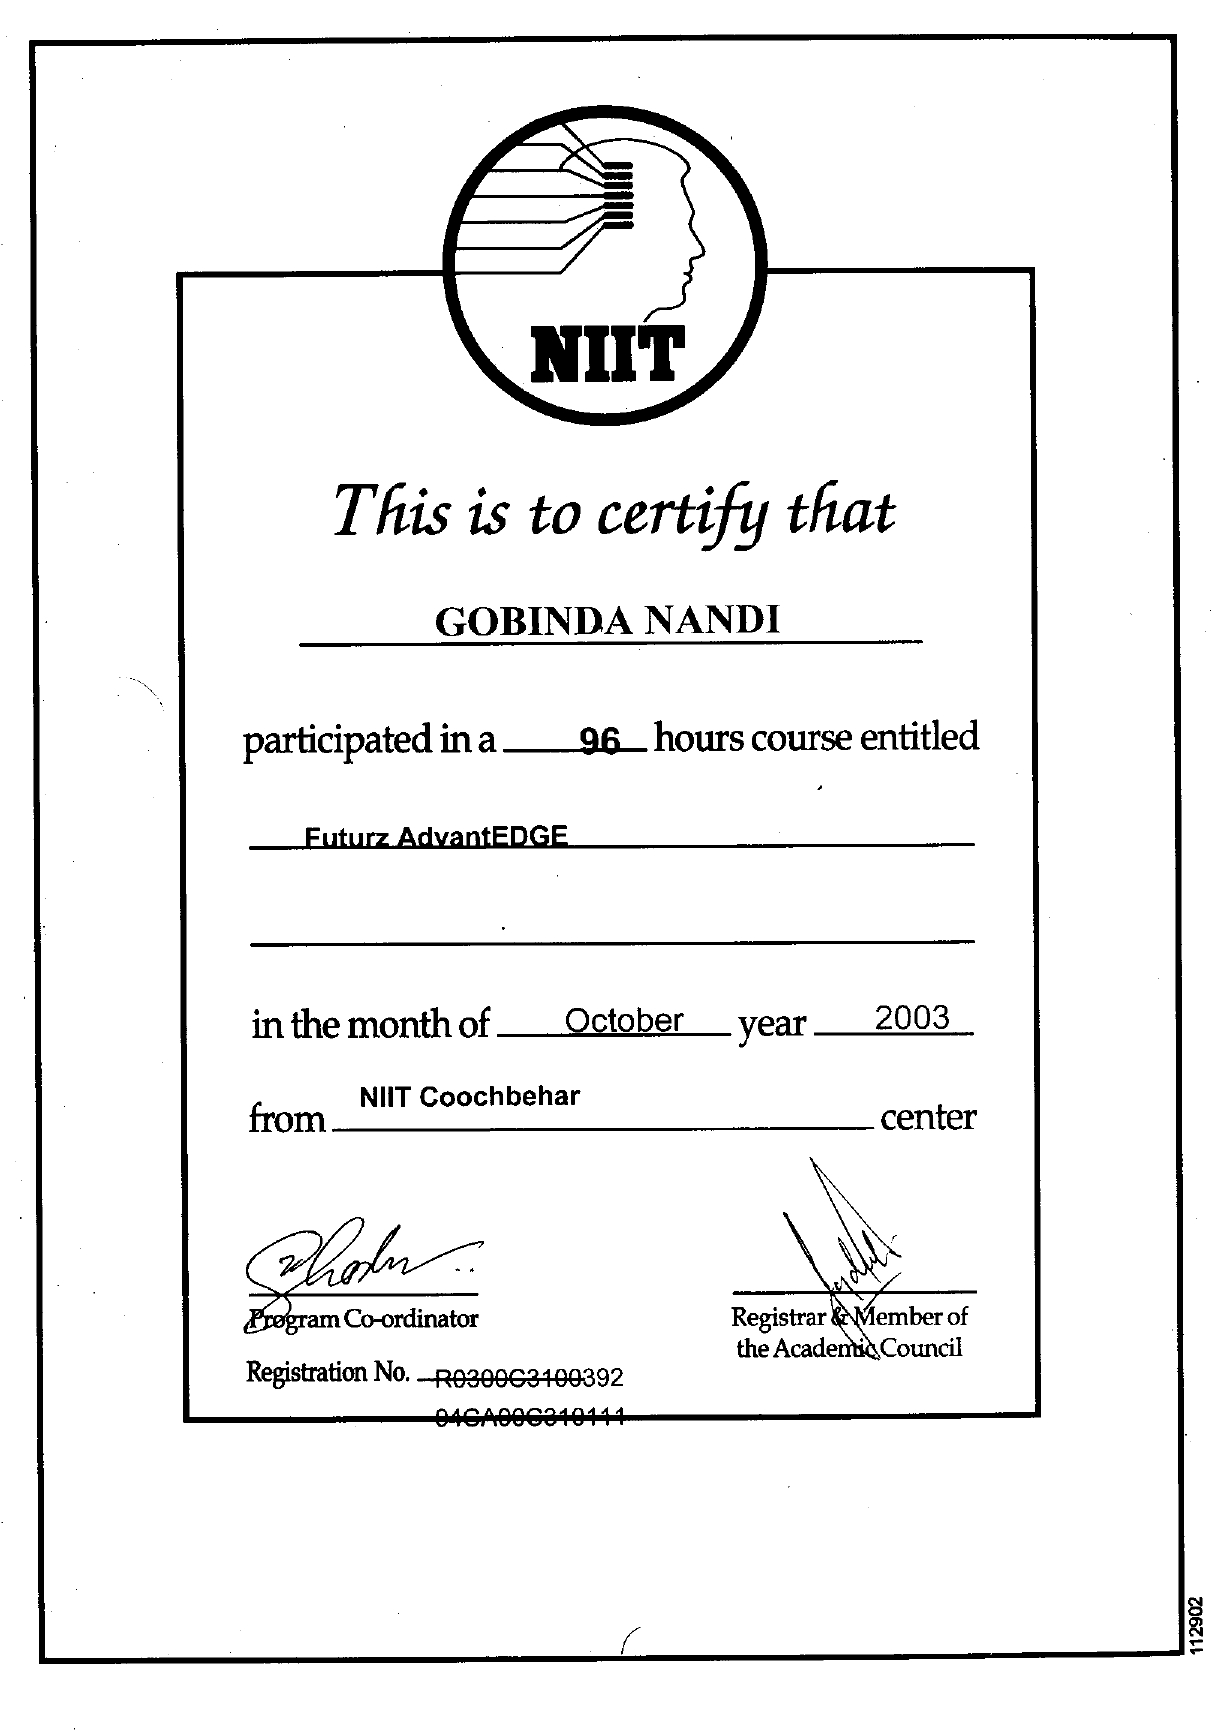 NIIT
This is to certify that
GOBINDA NANDI
participated in a 96 hours course entitled
Futurz AdvantEDGE
in the month of October year 2003
from NIIT Coochbehar center
Program Co-ordinator
Registrar & Member of
the Academic Council
Registration No. R0300C3100392
04CA00C310111
112902